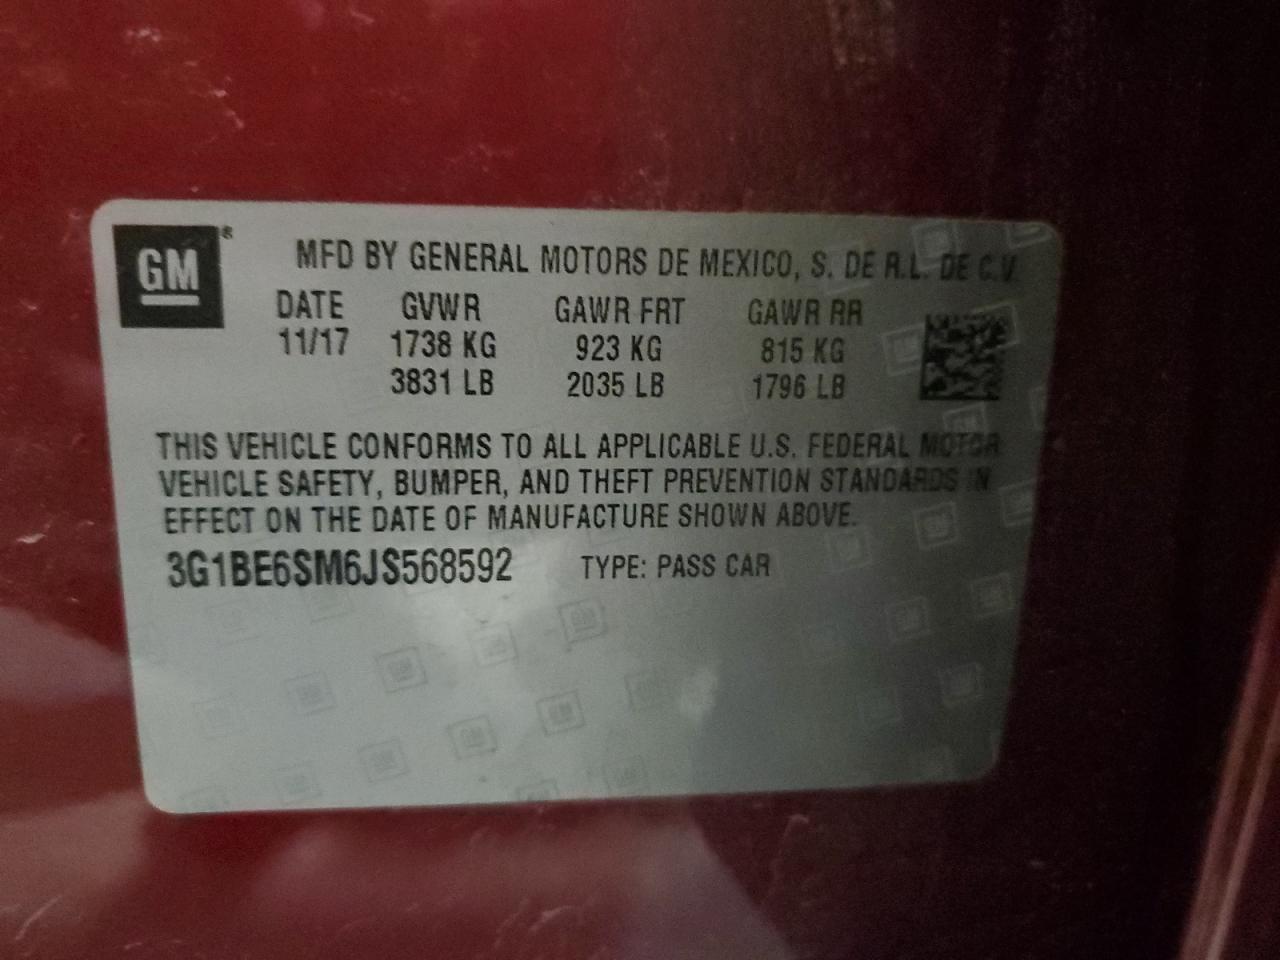 GM®
MFD BY GENERAL MOTORS DE MEXICO, S. DE R.L. DE C.V.
DATE GVWR GAWR FRT GAWR RR
11/17 1738 KG 923 KG 815 KG
3831 LB 2035 LB 1796 LB
THIS VEHICLE CONFORMS TO ALL APPLICABLE U.S. FEDERAL MOTOR
VEHICLE SAFETY, BUMPER, AND THEFT PREVENTION STANDARDS IN
EFFECT ON THE DATE OF MANUFACTURE SHOWN ABOVE.
3G1BE6SM6JS568592 TYPE: PASS CAR